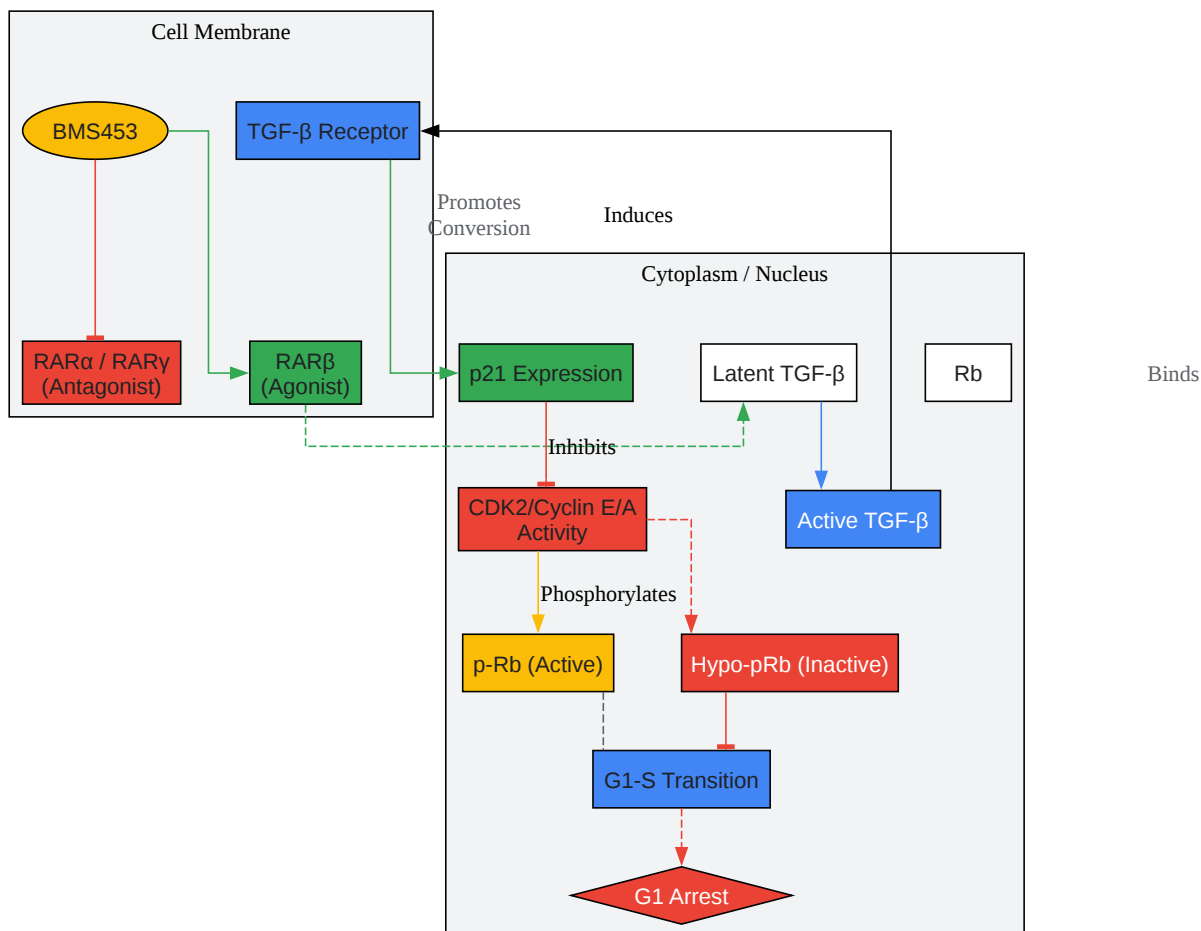 Cell Membrane
BMS453
TGF-β Receptor
Promotes
Conversion
Induces
Cytoplasm / Nucleus
RARα / RARγ
(Antagonist)
RARβ
(Agonist)
p21 Expression
Latent TGF-β
Rb
Binds
Inhibits
CDK2/Cyclin E/A
Activity
Active TGF-β
Phosphorylates
p-Rb (Active)
Hypo-pRb (Inactive)
G1-S Transition
G1 Arrest